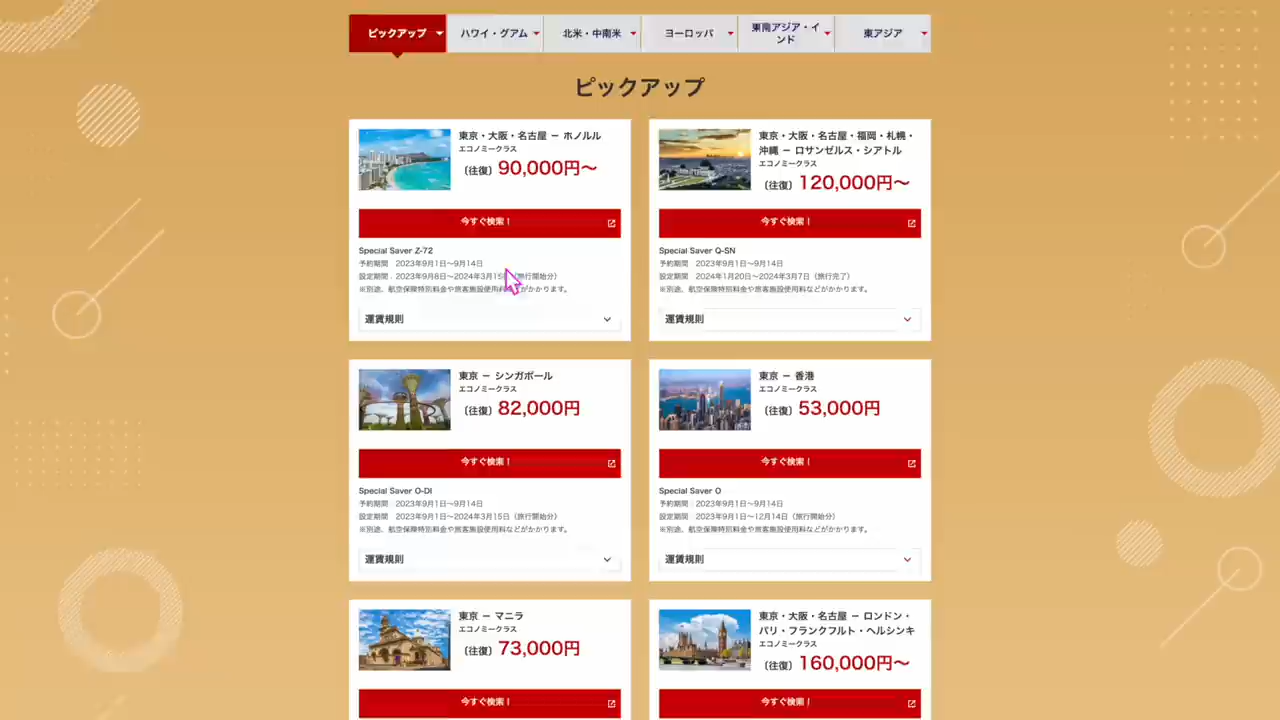 ピックアップ
ハワイ・グアム
北米・中南米
ヨーロッパ
東南アジア・イ
ンド
東アジア
ピックアップ
東京・大阪・名古屋 － ホノルル
エコノミークラス
（往復）90,000円～
今すぐ検索！
Special Saver Z-72
予約期間 2023年9月1日～9月14日
設定期間：2023年9月8日～2024年3月15日（旅行開始分）
※別途、航空保険特別料金や旅客施設使用料などがかかります。
運賃規則
東京・大阪・名古屋・福岡・札幌・
沖縄 － ロサンゼルス・シアトル
エコノミークラス
（往復）120,000円～
今すぐ検索！
Special Saver Q-SN
予約期間 2023年9月1日～9月14日
設定期間 2024年1月20日～2024年3月7日（旅行完了）
※別途、航空保険特別料金や旅客施設使用料などがかかります。
運賃規則
東京 － シンガポール
エコノミークラス
（往復）82,000円
今すぐ検索！
Special Saver O-DI
予約期間 2023年9月1日～9月14日
設定期間 2023年9月1日～2024年3月15日（旅行開始分）
※別途、航空保険特別料金や旅客施設使用料などがかかります。
運賃規則
東京 － 香港
エコノミークラス
（往復）53,000円
今すぐ検索！
Special Saver O
予約期間 2023年9月1日～9月14日
設定期間 2023年9月1日～12月14日（旅行開始分）
※別途、航空保険特別料金や旅客施設使用料などがかかります。
運賃規則
東京 － マニラ
エコノミークラス
（往復）73,000円
今すぐ検索！
東京・大阪・名古屋 － ロンドン・
パリ・フランクフルト・ヘルシンキ
エコノミークラス
（往復）160,000円～
今すぐ検索！